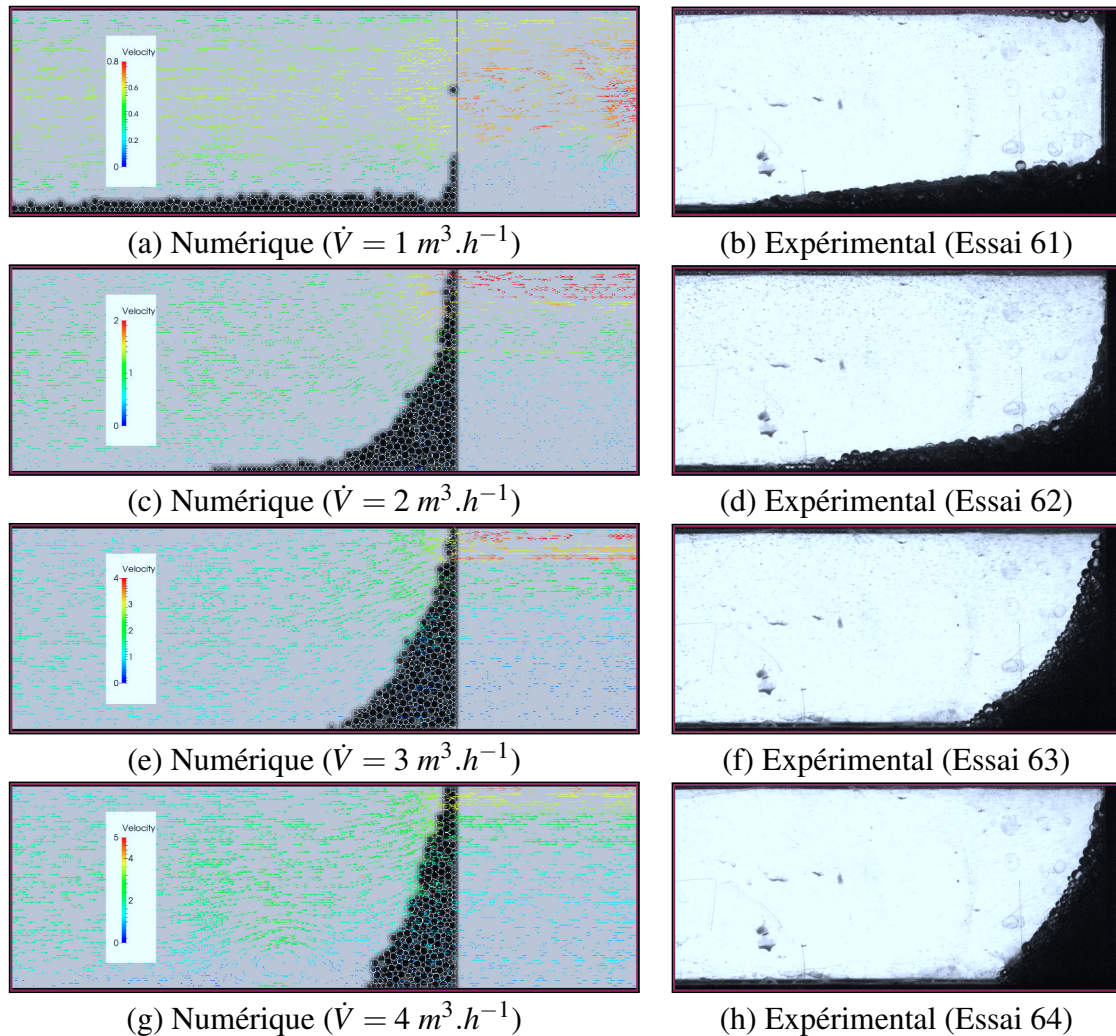 Velocity
0.8
0.6
0.4
0.2
0
(a) Numérique (V̇ = 1 m³.h⁻¹)
(b) Expérimental (Essai 61)
Velocity
2
1
0
(c) Numérique (V̇ = 2 m³.h⁻¹)
(d) Expérimental (Essai 62)
Velocity
4
3
2
1
0
(e) Numérique (V̇ = 3 m³.h⁻¹)
(f) Expérimental (Essai 63)
Velocity
5
4
2
0
(g) Numérique (V̇ = 4 m³.h⁻¹)
(h) Expérimental (Essai 64)